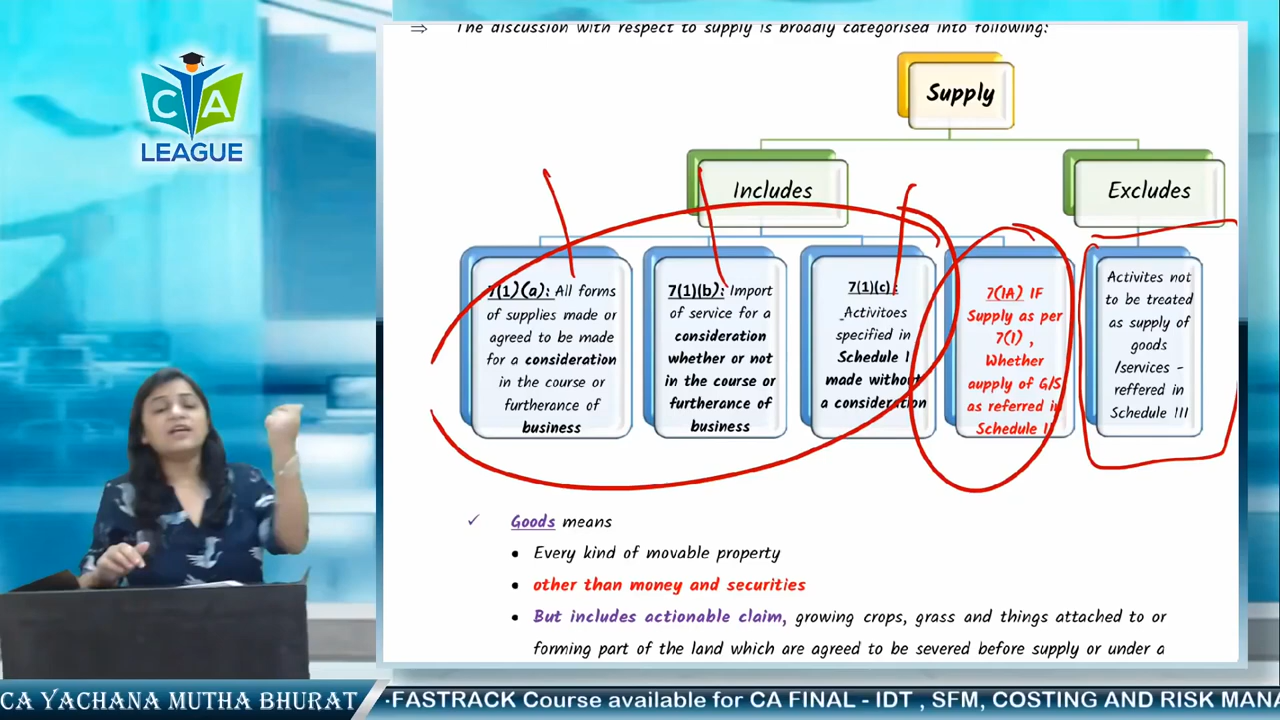 ⇒ The discussion with respect to supply is broadly categorised into following:
CA
LEAGUE
Supply
Includes
Excludes
7(1)(a): All forms
of supplies made or
agreed to be made
for a consideration
in the course or
furtherance of
business
7(1)(b): Import
of service for a
consideration
whether or not
in the course or
furtherance of
business
7(1)(c):
Activitoes
specified in
Schedule I
made without
a consideration
7(1A) IF
Supply as per
7(1) ,
Whether
aupply of G/S
as referred in
Schedule II
Activites not
to be treated
as supply of
goods
/services -
reffered in
Schedule III
✓ Goods means
• Every kind of movable property
• other than money and securities
• But includes actionable claim, growing crops, grass and things attached to or
forming part of the land which are agreed to be severed before supply or under a
CA YACHANA MUTHA BHURAT
-FASTRACK Course available for CA FINAL - IDT , SFM, COSTING AND RISK MANA